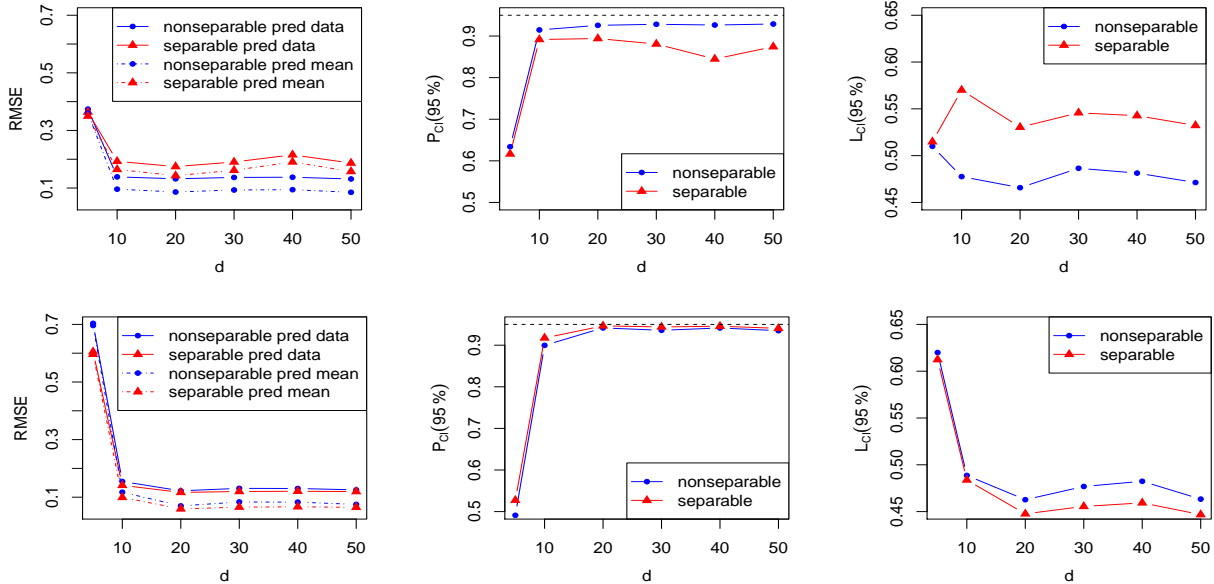 0.7
0.5
0.3
0.1
RMSE
nonseparable pred data
separable pred data
nonseparable pred mean
separable pred mean
10 20 30 40 50
d
0.9
0.8
0.7
0.6
0.5
P_CI(95 %)
nonseparable
separable
10 20 30 40 50
d
0.65
0.60
0.55
0.50
0.45
L_CI(95 %)
nonseparable
separable
10 20 30 40 50
d
0.7
0.5
0.3
0.1
RMSE
nonseparable pred data
separable pred data
nonseparable pred mean
separable pred mean
10 20 30 40 50
d
0.9
0.8
0.7
0.6
0.5
P_CI(95 %)
nonseparable
separable
10 20 30 40 50
d
0.65
0.60
0.55
0.50
0.45
L_CI(95 %)
nonseparable
separable
10 20 30 40 50
d